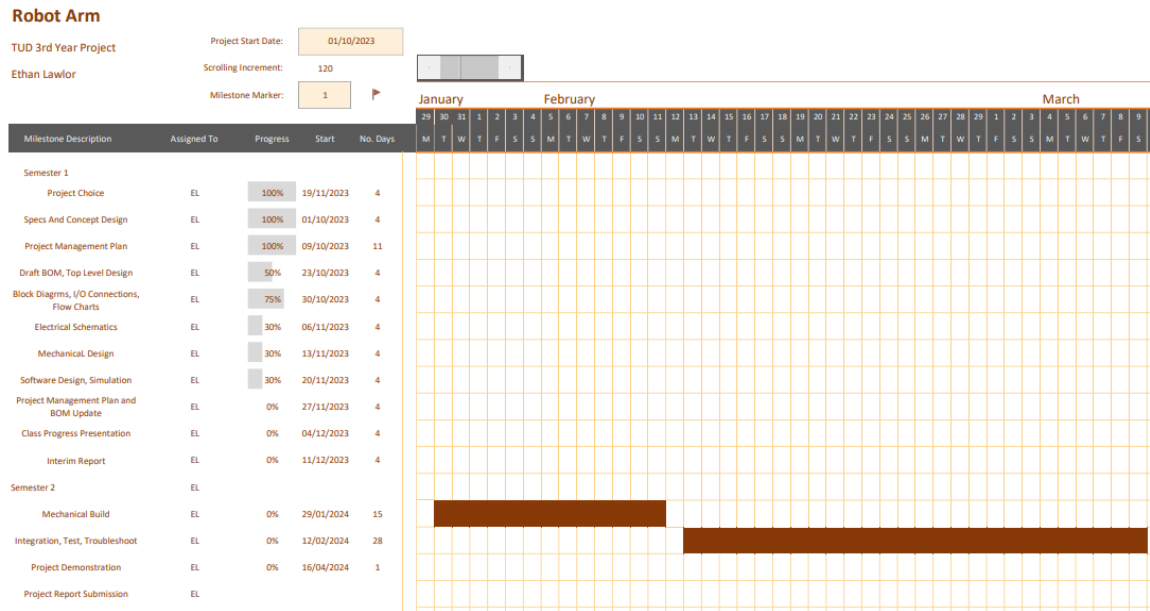 Robot Arm
TUD 3rd Year Project
Ethan Lawlor
Project Start Date: 01/10/2023
Scrolling Increment: 120
Milestone Marker: 1
January February March
29 30 31 1 2 3 4 5 6 7 8 9 10 11 12 13 14 15 16 17 18 19 20 21 22 23 24 25 26 27 28 29 1 2 3 4 5 6 7 8 9
Milestone Description Assigned To Progress Start No. Days M T W T F S S M T W T F S S M T W T F S S M T W T F S S M T W T F S S M T W T F S
Semester 1
Project Choice EL 100% 19/11/2023 4
Specs And Concept Design EL 100% 01/10/2023 4
Project Management Plan EL 100% 09/10/2023 11
Draft BOM, Top Level Design EL 50% 23/10/2023 4
Block Diagrms, I/O Connections,
Flow Charts EL 75% 30/10/2023 4
Electrical Schematics EL 30% 06/11/2023 4
Mechanical Design EL 30% 13/11/2023 4
Software Design, Simulation EL 30% 20/11/2023 4
Project Management Plan and
BOM Update EL 0% 27/11/2023 4
Class Progress Presentation EL 0% 04/12/2023 4
Interim Report EL 0% 11/12/2023 4
Semester 2 EL
Mechanical Build EL 0% 29/01/2024 15
Integration, Test, Troubleshoot EL 0% 12/02/2024 28
Project Demonstration EL 0% 16/04/2024 1
Project Report Submission EL